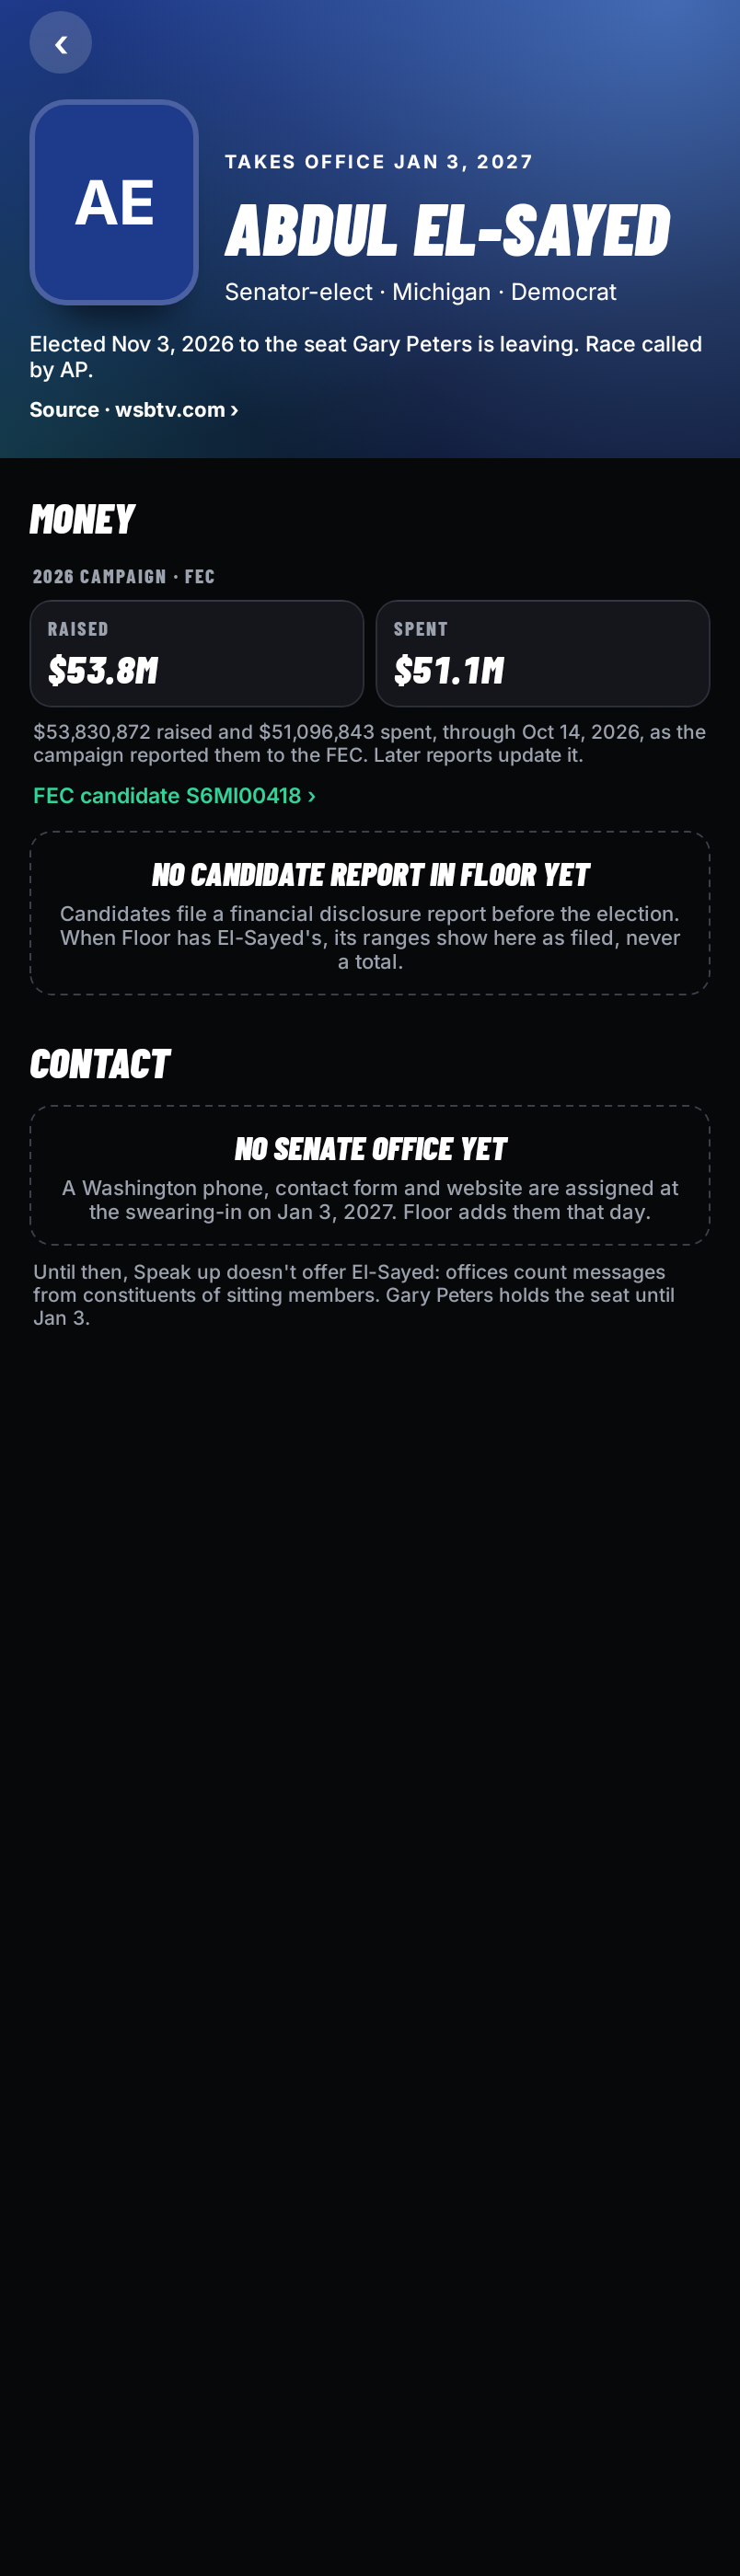 ‹
AE
TAKES OFFICE JAN 3, 2027
ABDUL EL-SAYED
Senator-elect · Michigan · Democrat
Elected Nov 3, 2026 to the seat Gary Peters is leaving. Race called
by AP.
Source · wsbtv.com ›
MONEY
2026 CAMPAIGN · FEC
RAISED
$53.8M
SPENT
$51.1M
$53,830,872 raised and $51,096,843 spent, through Oct 14, 2026, as the
campaign reported them to the FEC. Later reports update it.
FEC candidate S6MI00418 ›
NO CANDIDATE REPORT IN FLOOR YET
Candidates file a financial disclosure report before the election.
When Floor has El-Sayed's, its ranges show here as filed, never
a total.
CONTACT
NO SENATE OFFICE YET
A Washington phone, contact form and website are assigned at
the swearing-in on Jan 3, 2027. Floor adds them that day.
Until then, Speak up doesn't offer El-Sayed: offices count messages
from constituents of sitting members. Gary Peters holds the seat until
Jan 3.